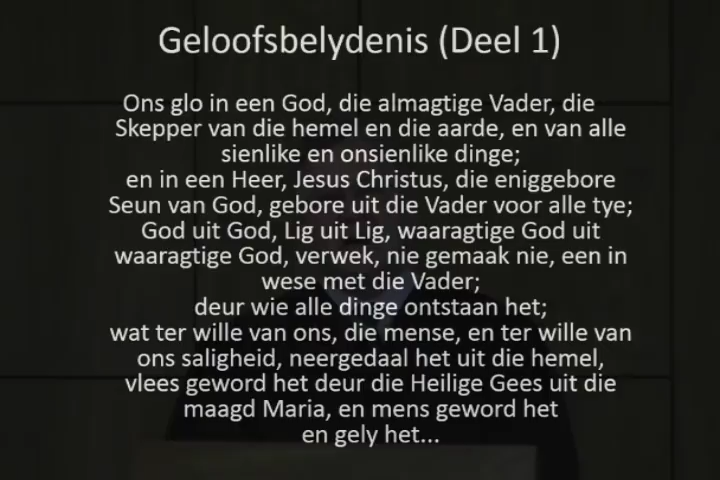 Geloofsbelydenis (Deel 1)
Ons glo in een God, die almagtige Vader, die
Skepper van die hemel en die aarde, en van alle
sienlike en onsienlike dinge;
en in een Heer, Jesus Christus, die eniggebore
Seun van God, gebore uit die Vader voor alle tye;
God uit God, Lig uit Lig, waaragtige God uit
waaragtige God, verwek, nie gemaak nie, een in
wese met die Vader;
deur wie alle dinge ontstaan het;
wat ter wille van ons, die mense, en ter wille van
ons saligheid, neergedaal het uit die hemel,
vlees geword het deur die Heilige Gees uit die
maagd Maria, en mens geword het
en gely het...